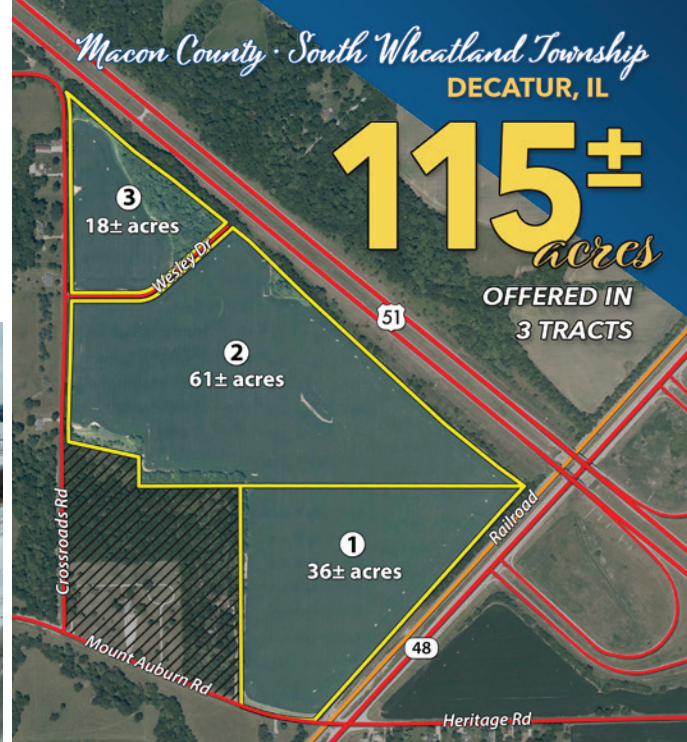 Macon County · South Wheatland Township
DECATUR, IL
115±
acres
OFFERED IN
3 TRACTS
3
18± acres
Wesley Dr
51
2
61± acres
Crossroads Rd
Railroad
1
36± acres
48
Mount Auburn Rd
Heritage Rd